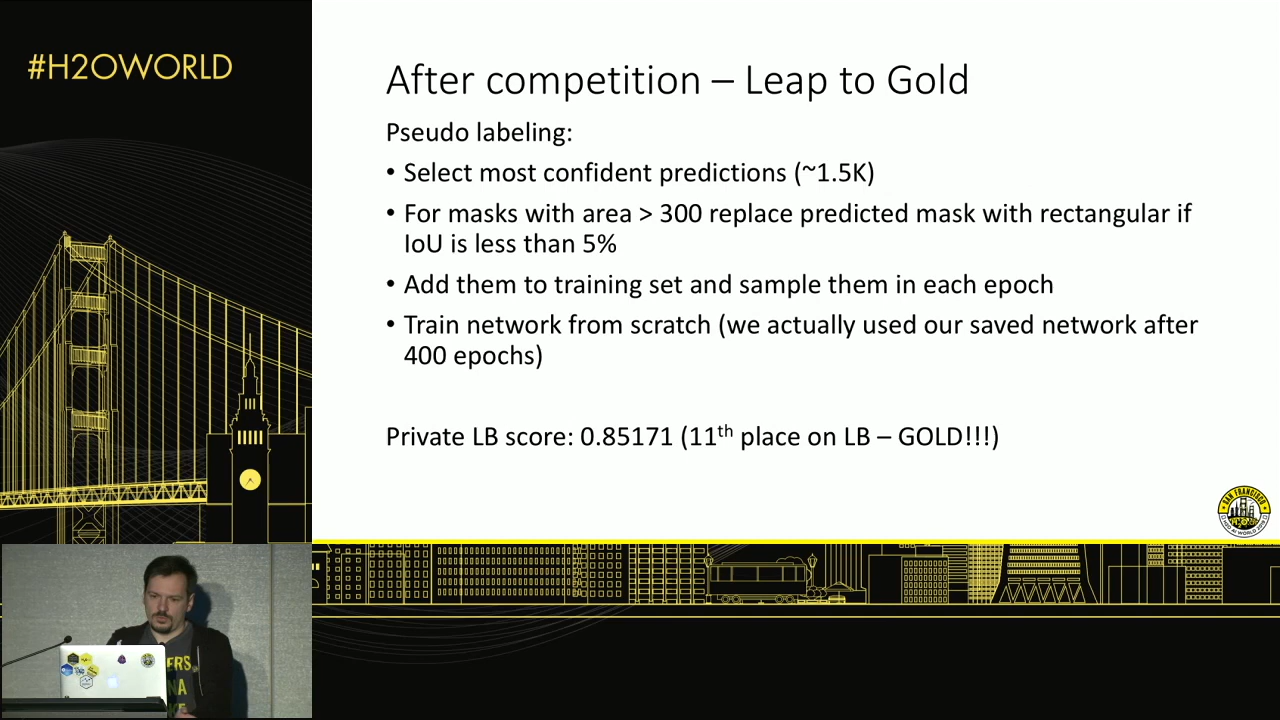 #H2OWORLD
After competition – Leap to Gold
Pseudo labeling:
• Select most confident predictions (~1.5K)
• For masks with area > 300 replace predicted mask with rectangular if
IoU is less than 5%
• Add them to training set and sample them in each epoch
• Train network from scratch (we actually used our saved network after
400 epochs)
Private LB score: 0.85171 (11th place on LB – GOLD!!!)
SAN FRANCISCO